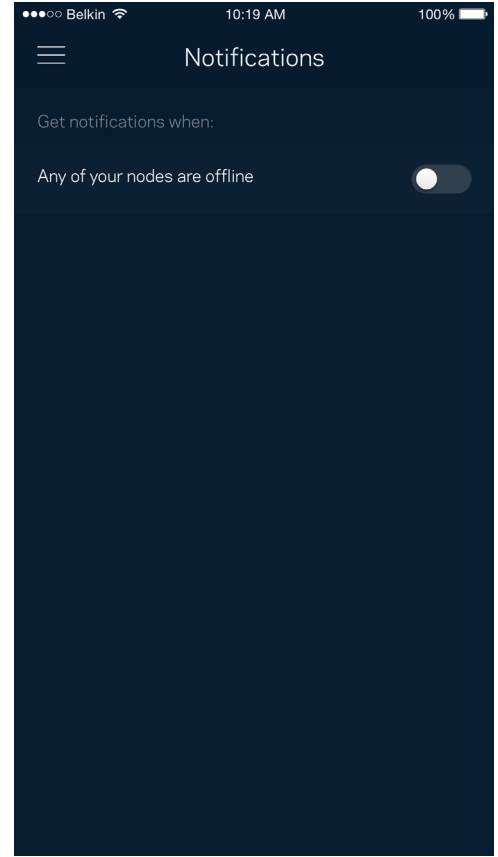 Belkin 10:19 AM 100%
Notifications
Get notifications when:
Any of your nodes are offline